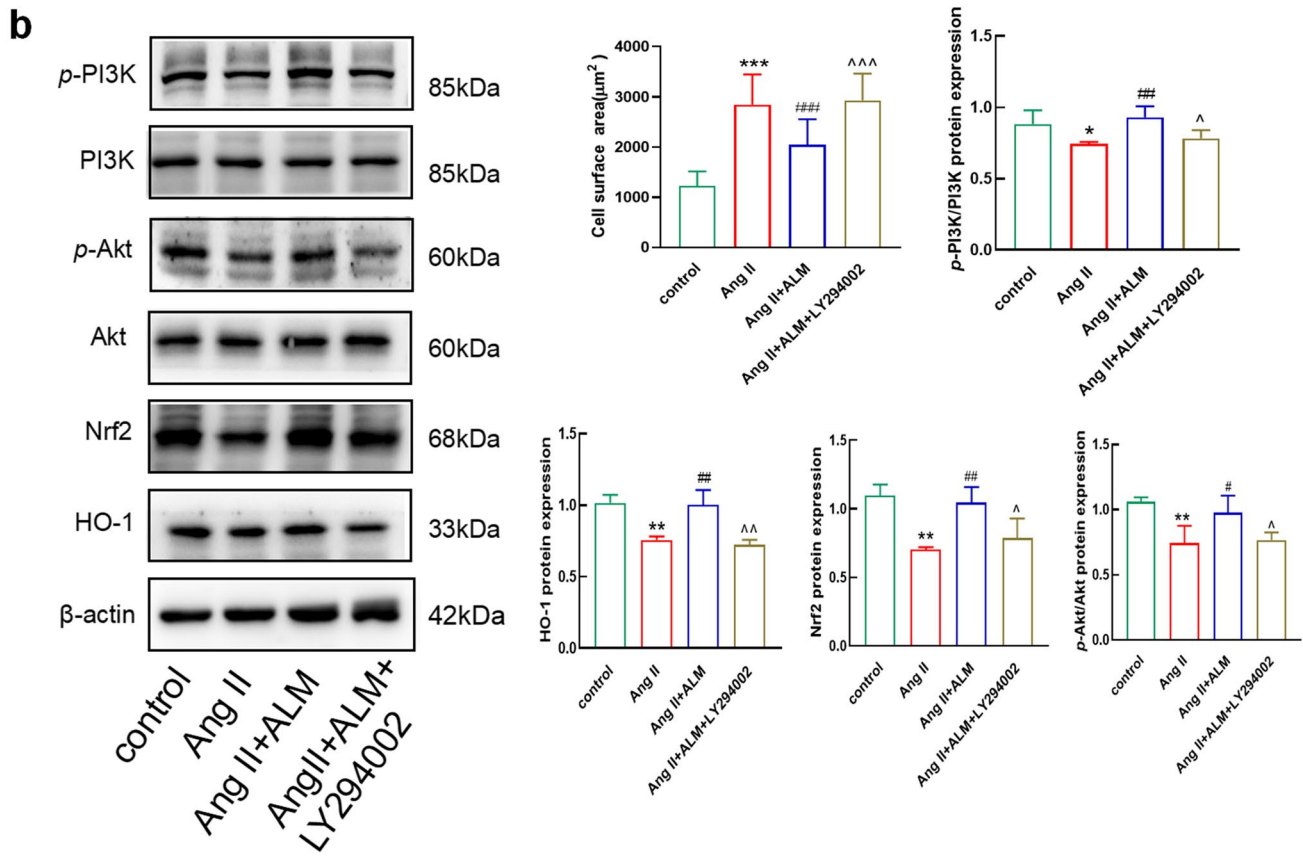 b
p-PI3K
85kDa
PI3K
85kDa
p-Akt
60kDa
Akt
60kDa
Nrf2
68kDa
HO-1
33kDa
β-actin
42kDa
control
Ang II
Ang II+ALM
AngII+ALM+
LY294002
Cell surface area(μm²)
4000
3000
2000
1000
0
***
###
^^^
control
Ang II
Ang II+ALM
Ang II+ALM+LY294002
p-PI3K/PI3K protein expression
1.5
1.0
0.5
0.0
*
##
^
control
Ang II
Ang II+ALM
Ang II+ALM+LY294002
HO-1 protein expression
1.5
1.0
0.5
0.0
**
##
^^
control
Ang II
Ang II+ALM
Ang II+ALM+LY294002
Nrf2 protein expression
1.5
1.0
0.5
0.0
**
##
^
control
Ang II
Ang II+ALM
Ang II+ALM+LY294002
p-Akt/Akt protein expression
1.5
1.0
0.5
0.0
**
#
^
control
Ang II
Ang II+ALM
Ang II+ALM+LY294002